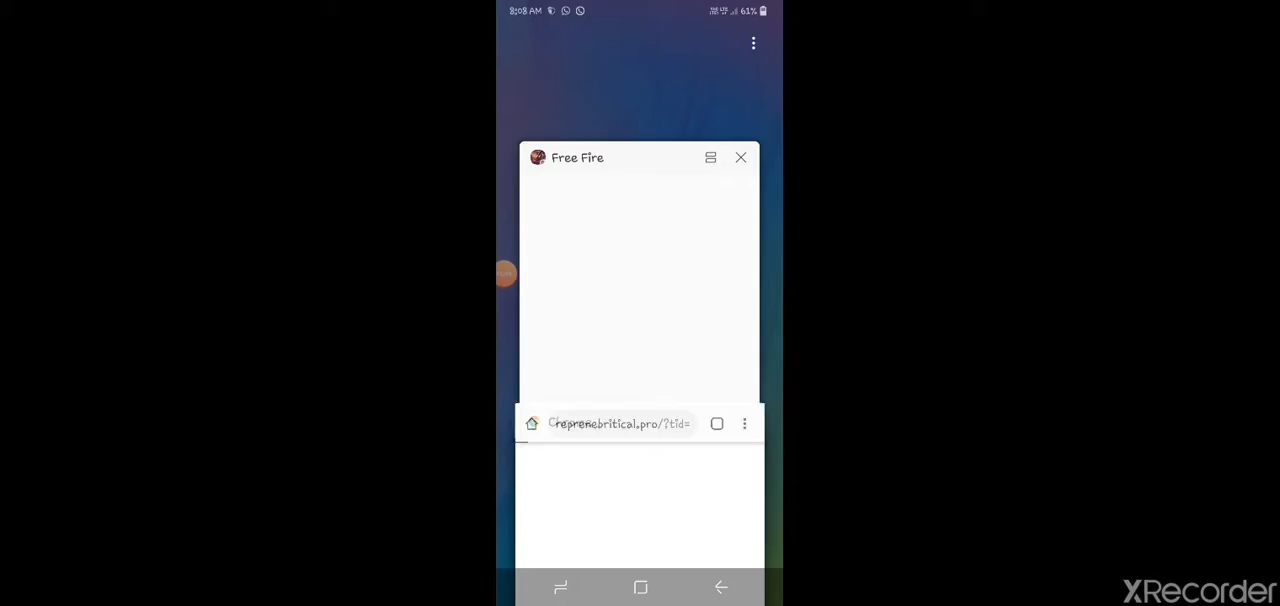 8:08 AM 61%
Free Fire
reprenebritical.pro/?tid=
XRecorder